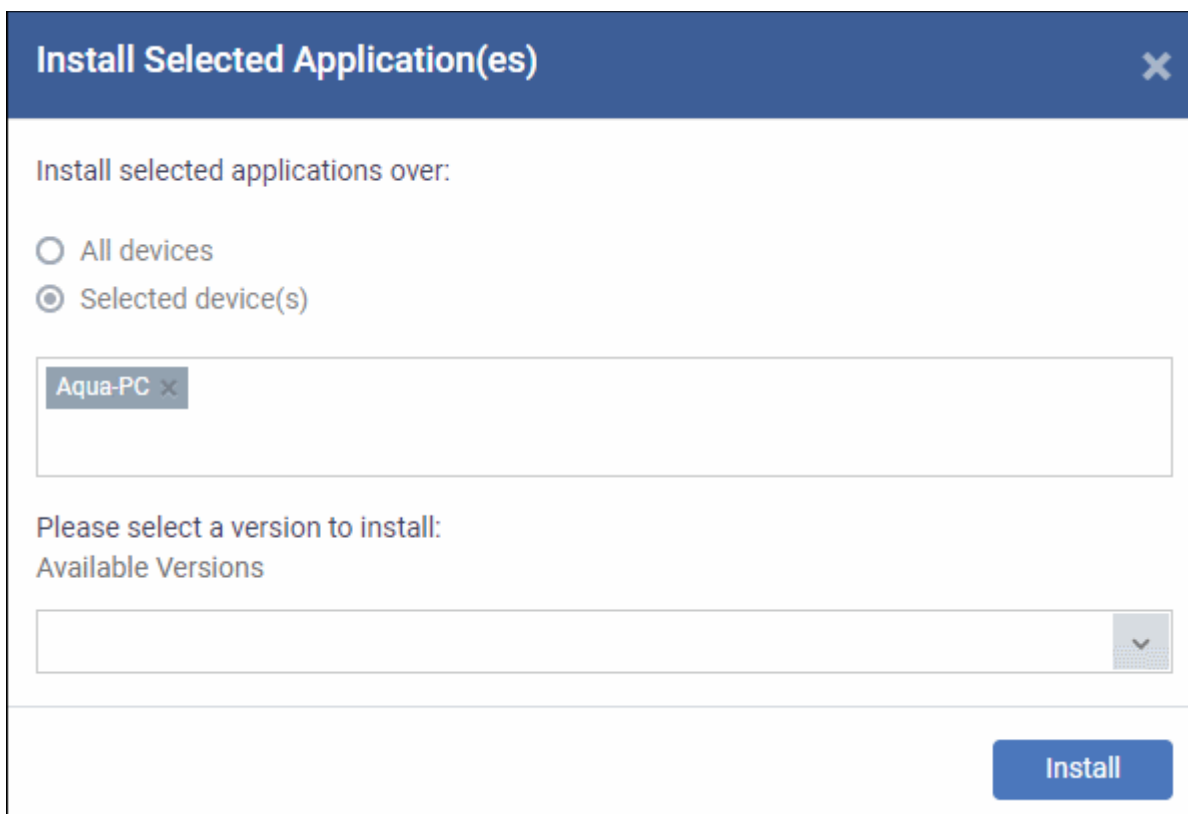 Install Selected Application(es)
Install selected applications over:
All devices
Selected device(s)
Aqua-PC
Please select a version to install:
Available Versions
Install